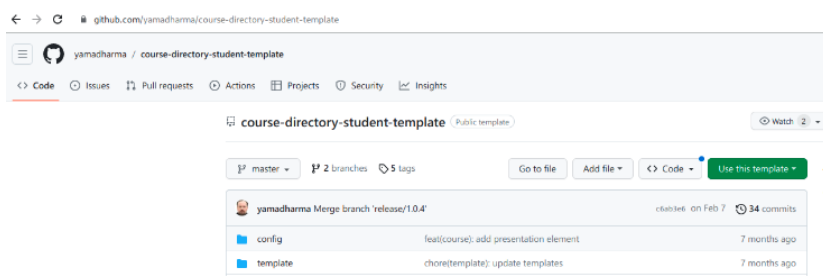 github.com/yamadharma/course-directory-student-template
yamadharma / course-directory-student-template
Code Issues Pull requests Actions Projects Security Insights
course-directory-student-template Public template Watch 2
master 2 branches 5 tags Go to file Add file Code Use this template
yamadharma Merge branch 'release/1.0.4' c6ab3e6 on Feb 7 34 commits
config feat(course): add presentation element 7 months ago
template chore(template): update templates 7 months ago